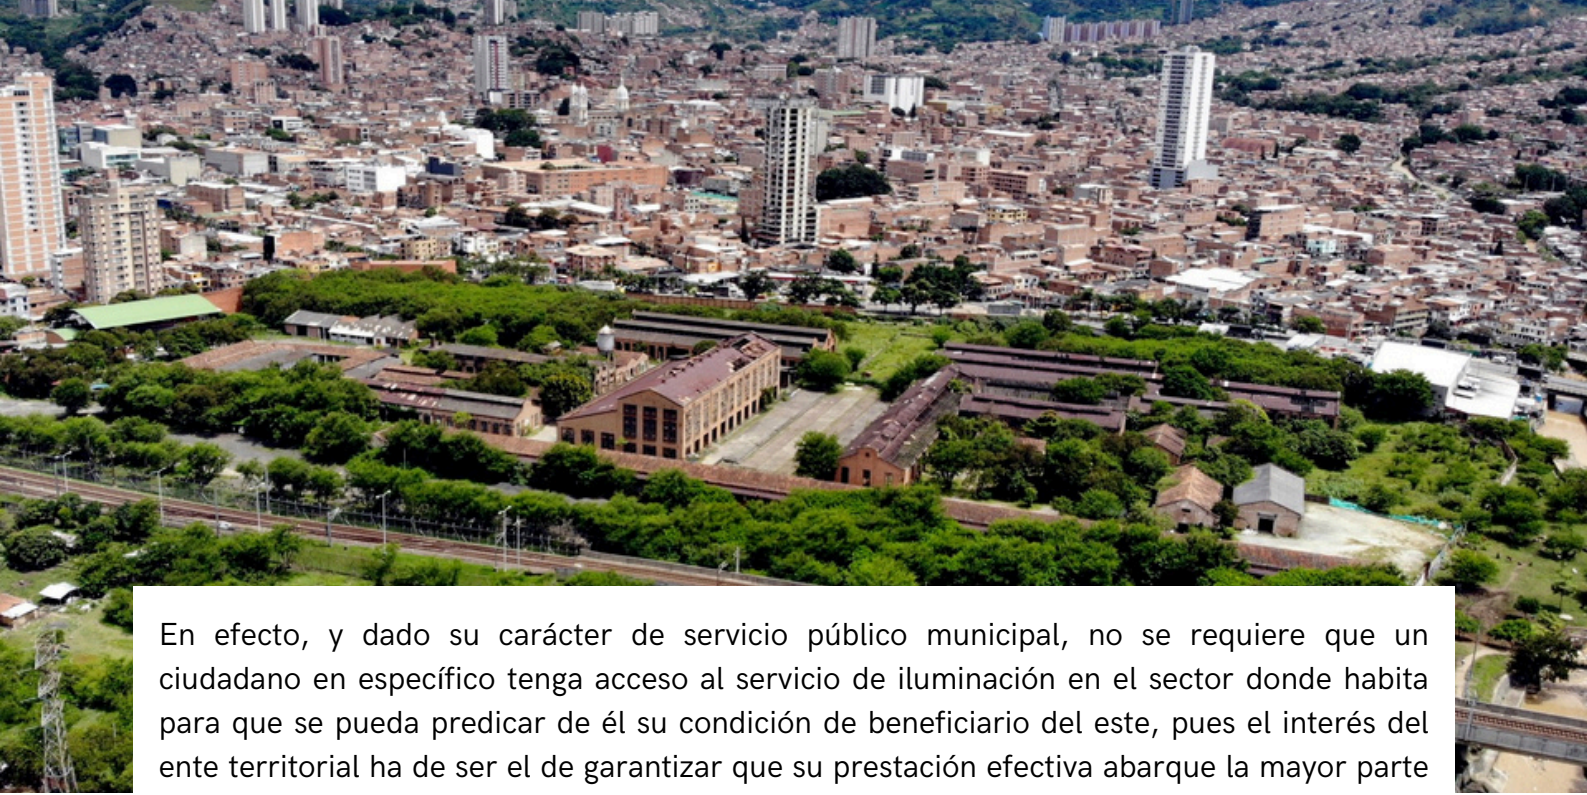 En efecto, y dado su carácter de servicio público municipal, no se requiere que un
ciudadano en específico tenga acceso al servicio de iluminación en el sector donde habita
para que se pueda predicar de él su condición de beneficiario del este, pues el interés del
ente territorial ha de ser el de garantizar que su prestación efectiva abarque la mayor parte